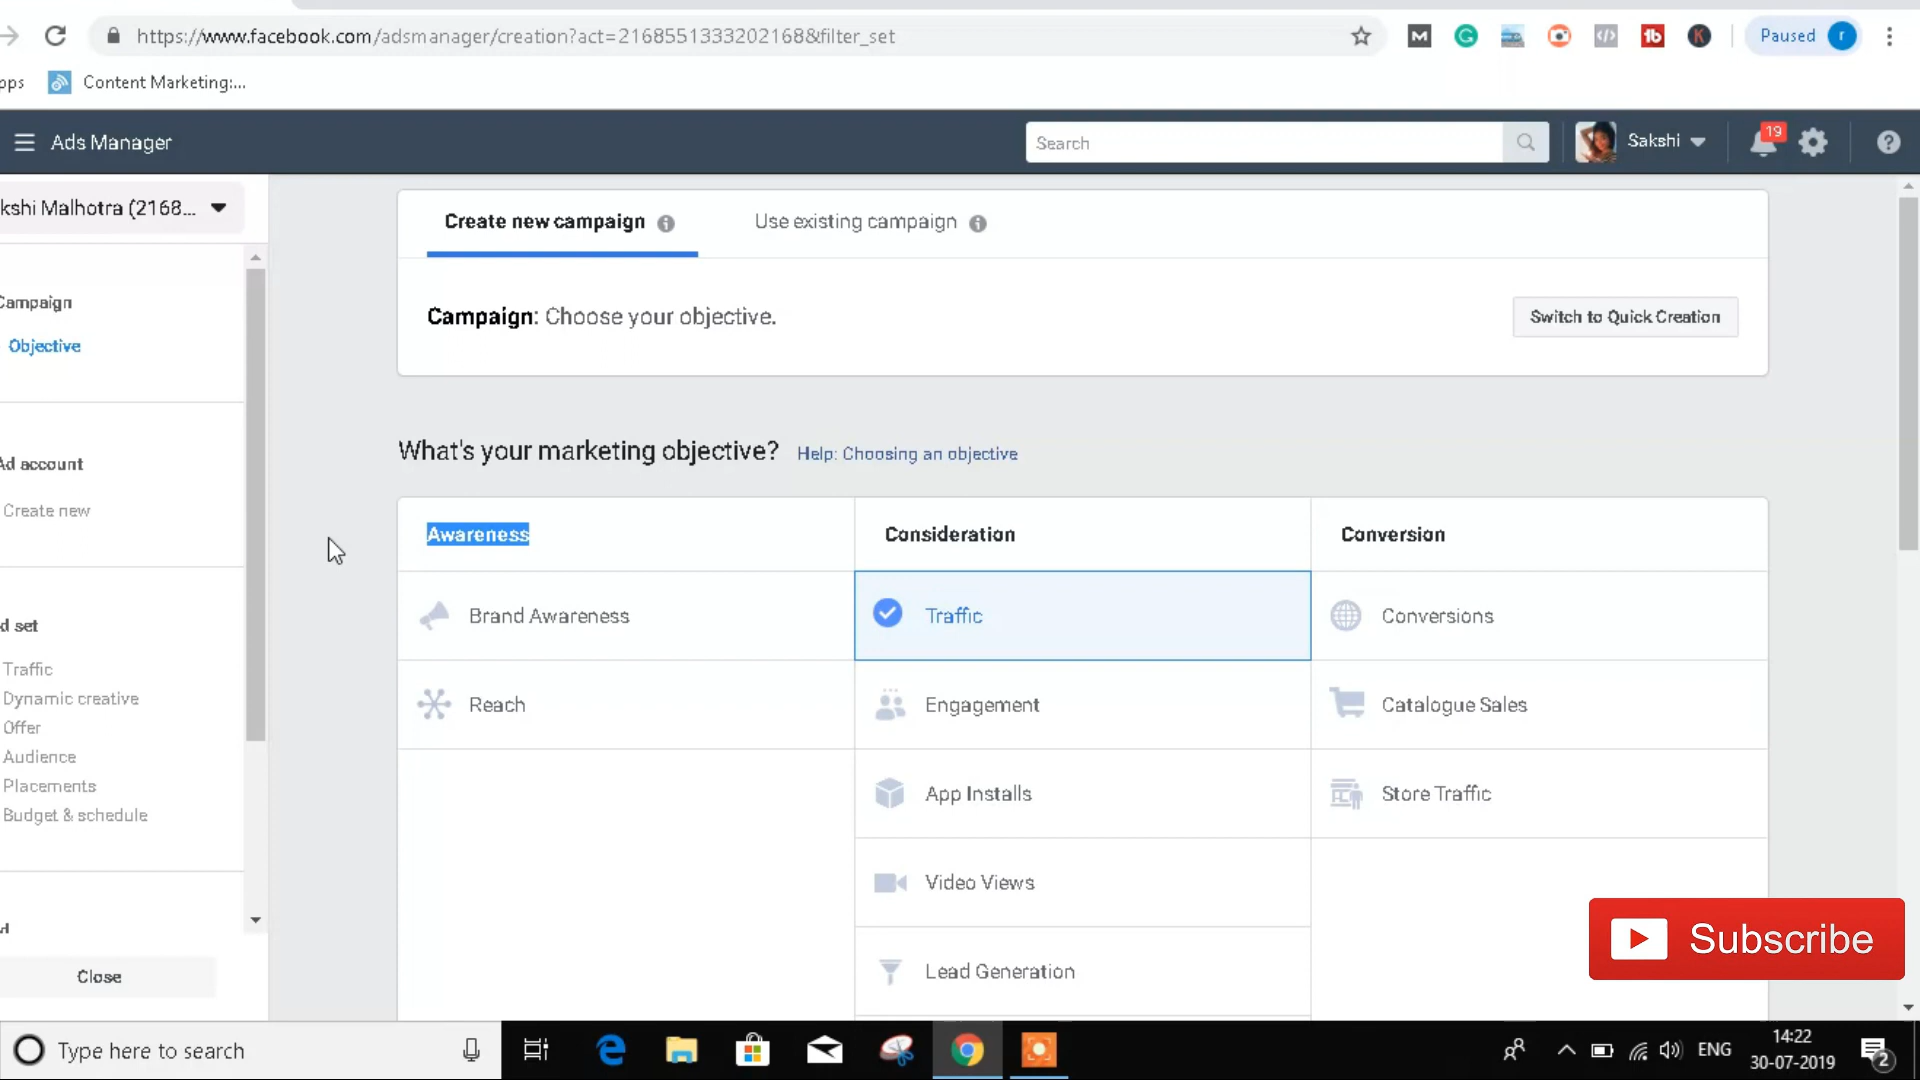 https://www.facebook.com/adsmanager/creation?act=2168551333202168&filter_set
Paused r
pps Content Marketing:...
Ads Manager
Search
Sakshi
19
kshi Malhotra (2168...
Create new campaign
Use existing campaign
Campaign: Choose your objective.
Switch to Quick Creation
Campaign
Objective
Ad account
Create new
d set
Traffic
Dynamic creative
Offer
Audience
Placements
Budget & schedule
d
Close
What's your marketing objective? Help: Choosing an objective
Awareness
Consideration
Conversion
Brand Awareness
Traffic
Conversions
Reach
Engagement
Catalogue Sales
App Installs
Store Traffic
Video Views
Lead Generation
Subscribe
Type here to search
ENG
14:22
30-07-2019
2